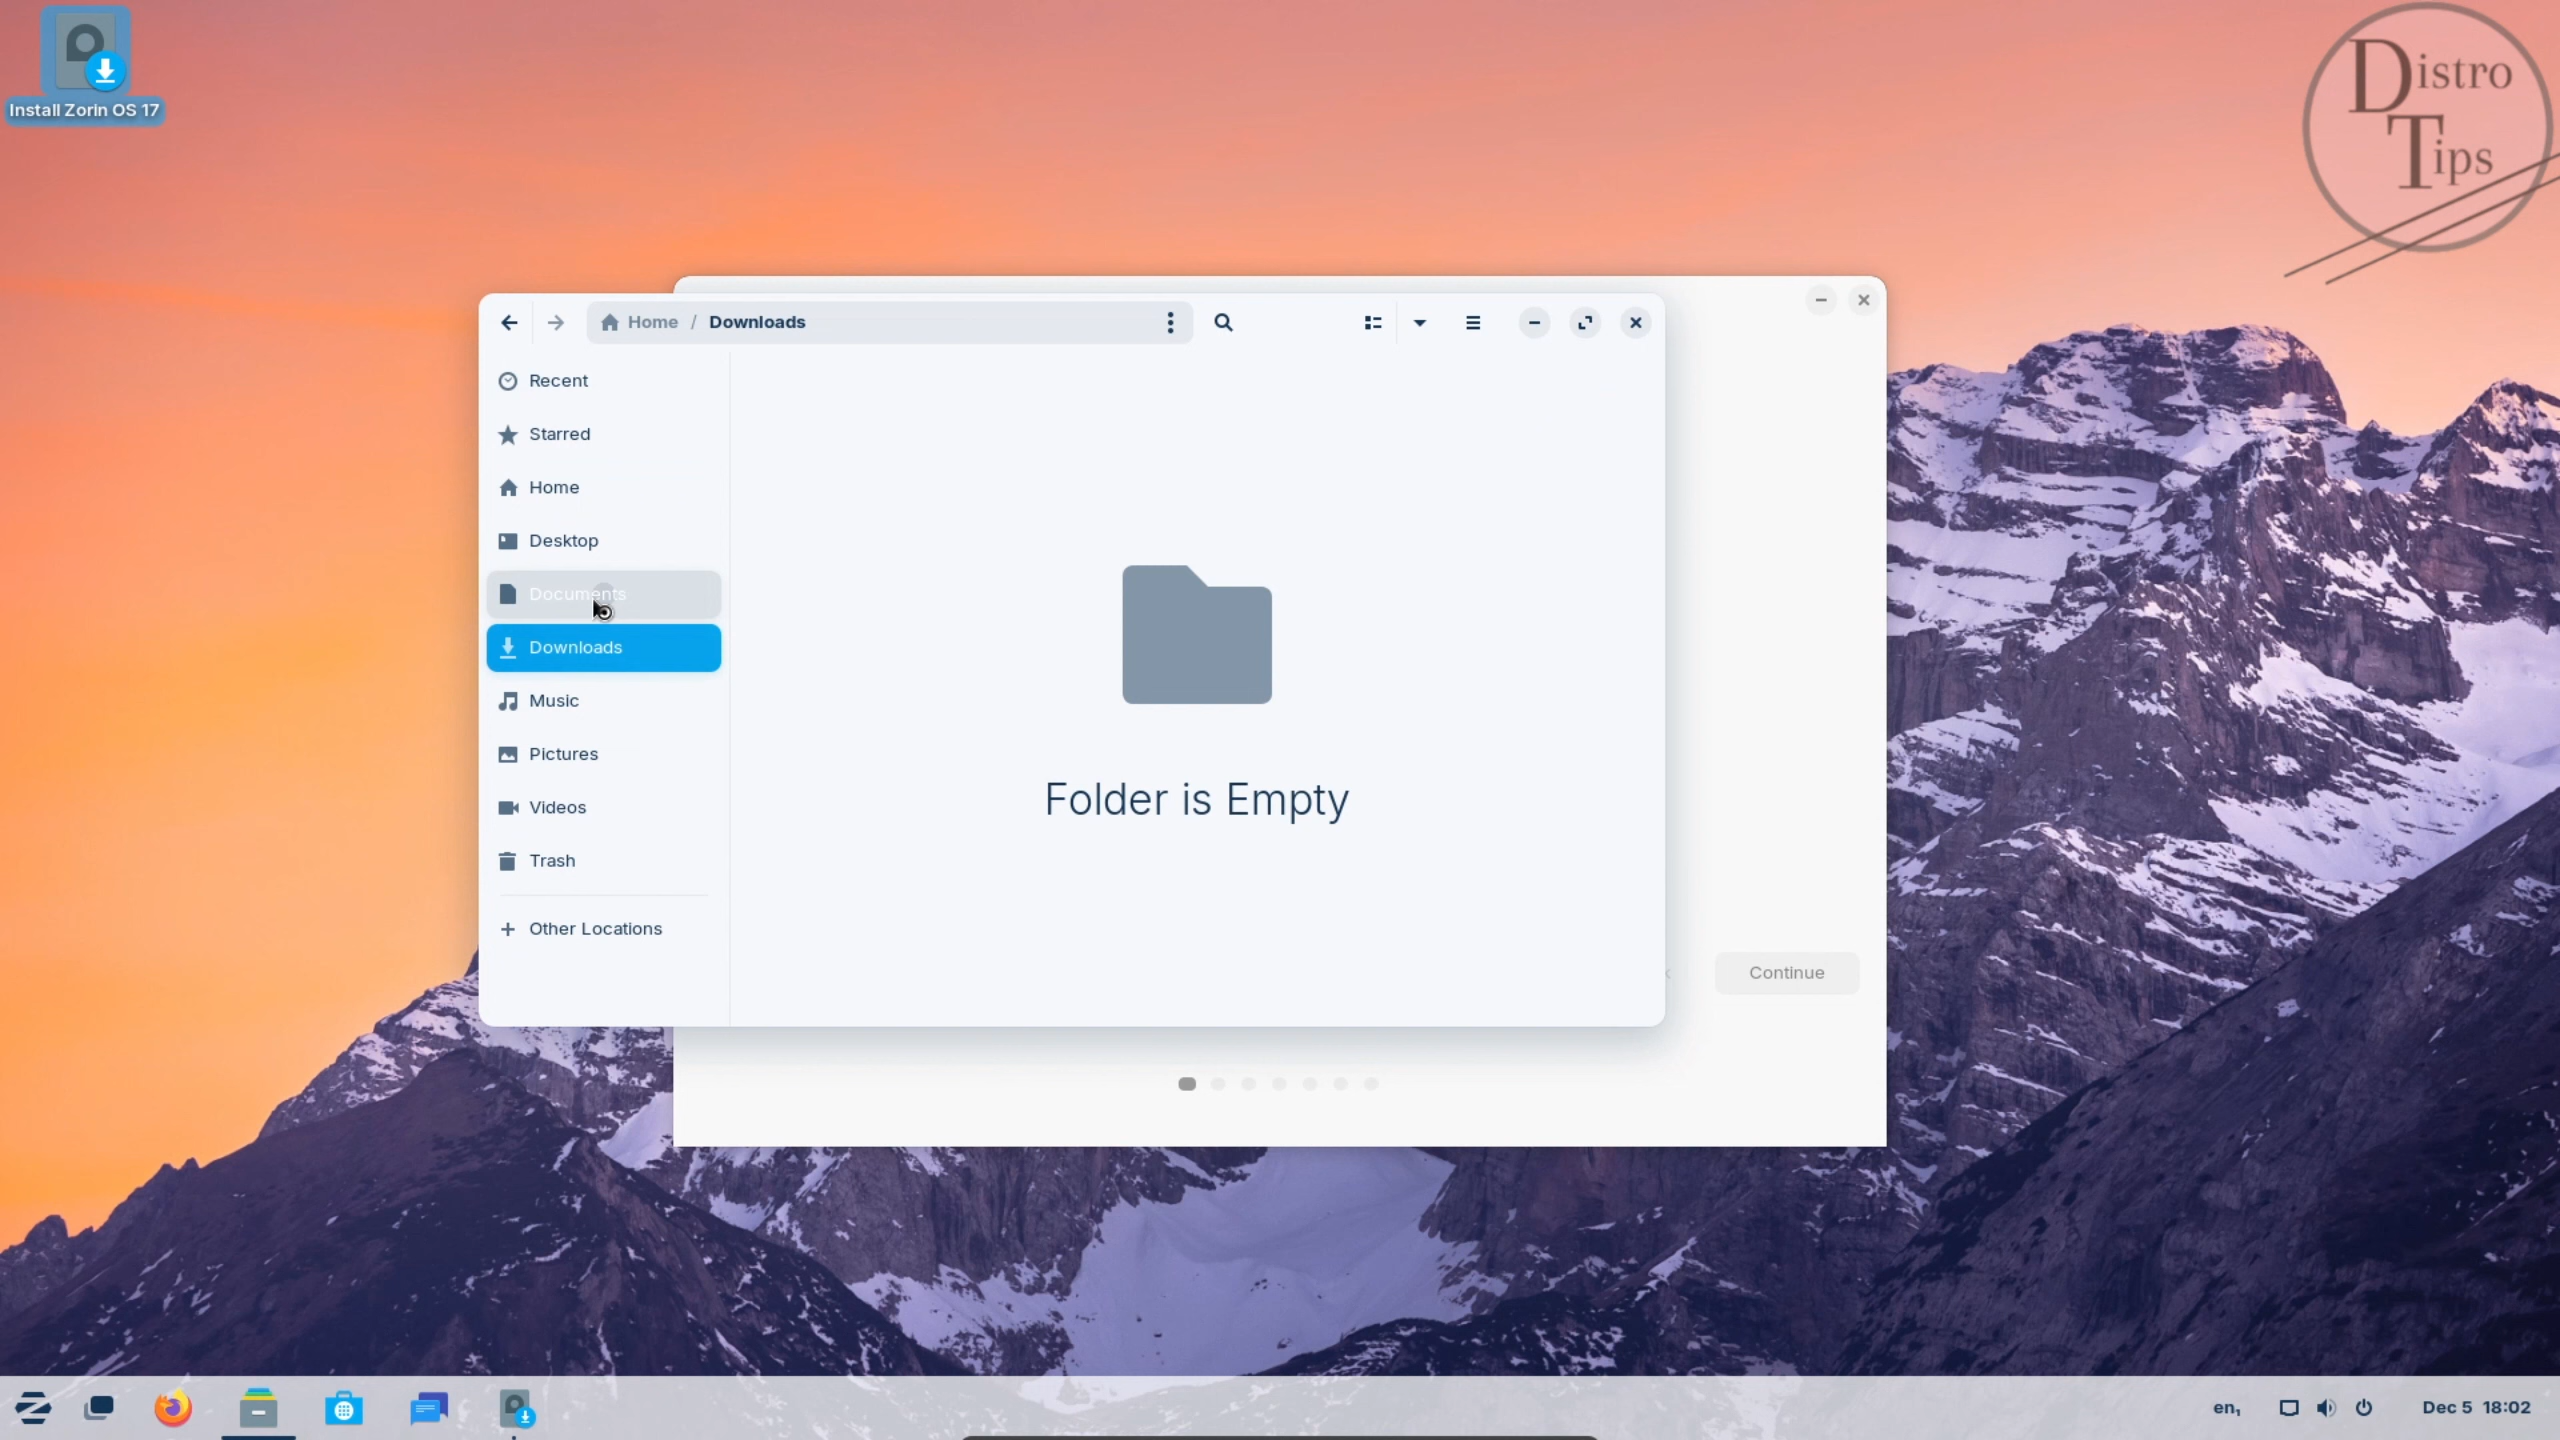 Install Zorin OS 17
Distro
Tips
Home / Downloads
Recent
Starred
Home
Desktop
Documents
Downloads
Music
Pictures
Videos
Trash
Other Locations
Folder is Empty
Continue
en₁
Dec 5 18:02